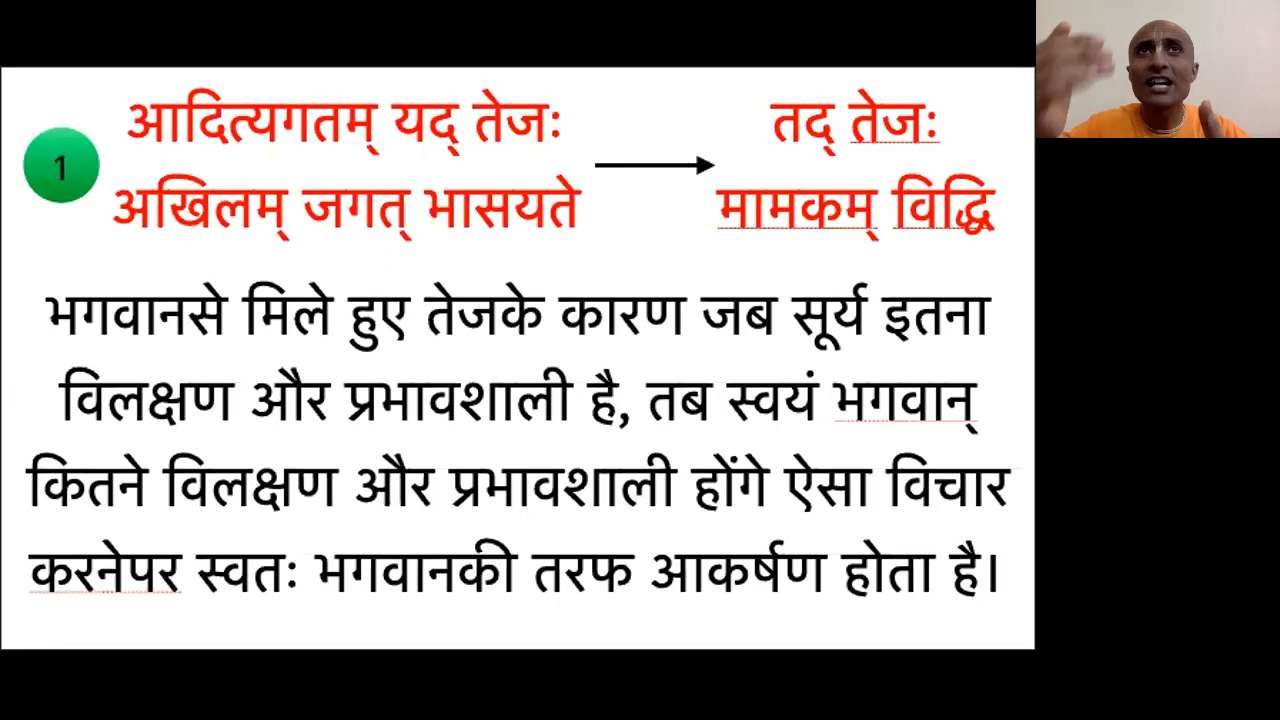 1
आदित्यगतम् यद् तेजः
अखिलम् जगत् भासयते
तद् तेजः
मामकम् विद्धि
भगवानसे मिले हुए तेजके कारण जब सूर्य इतना
विलक्षण और प्रभावशाली है, तब स्वयं भगवान्
कितने विलक्षण और प्रभावशाली होंगे ऐसा विचार
करनेपर स्वतः भगवानकी तरफ आकर्षण होता है।